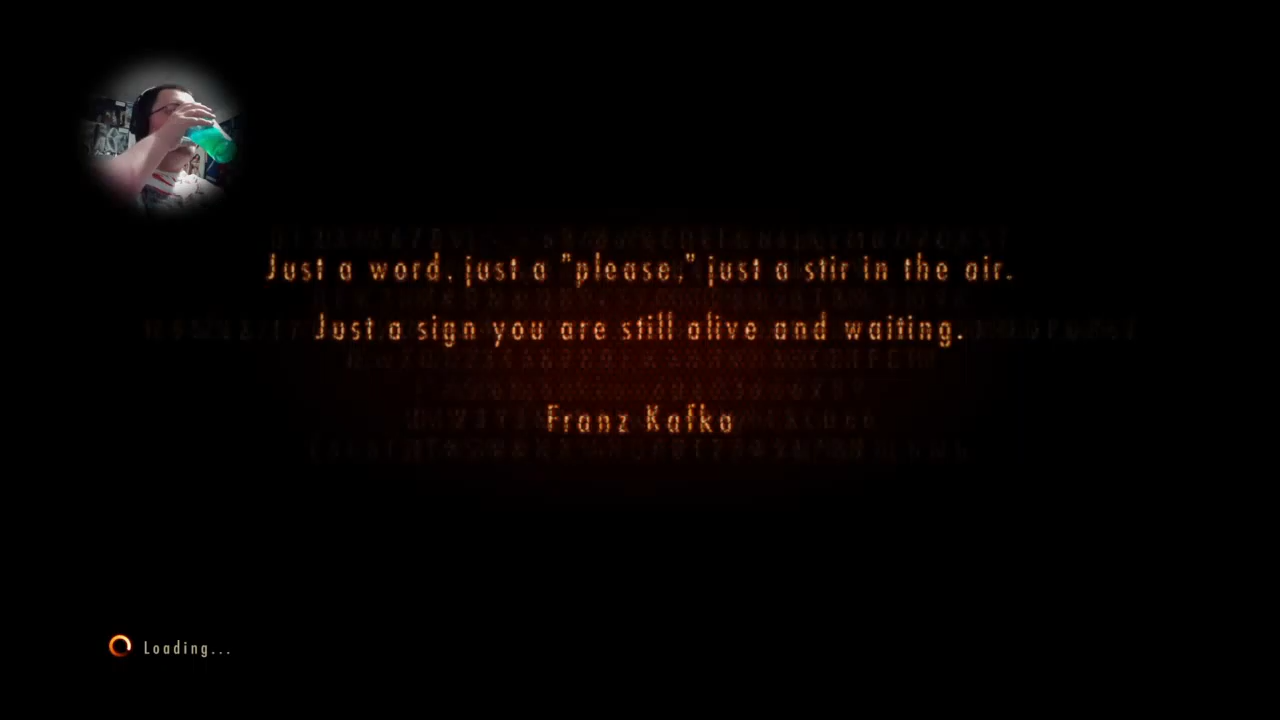 Just a word, just a "please," just a stir in the air.
Just a sign you are still alive and waiting.
Franz Kafka
Loading...